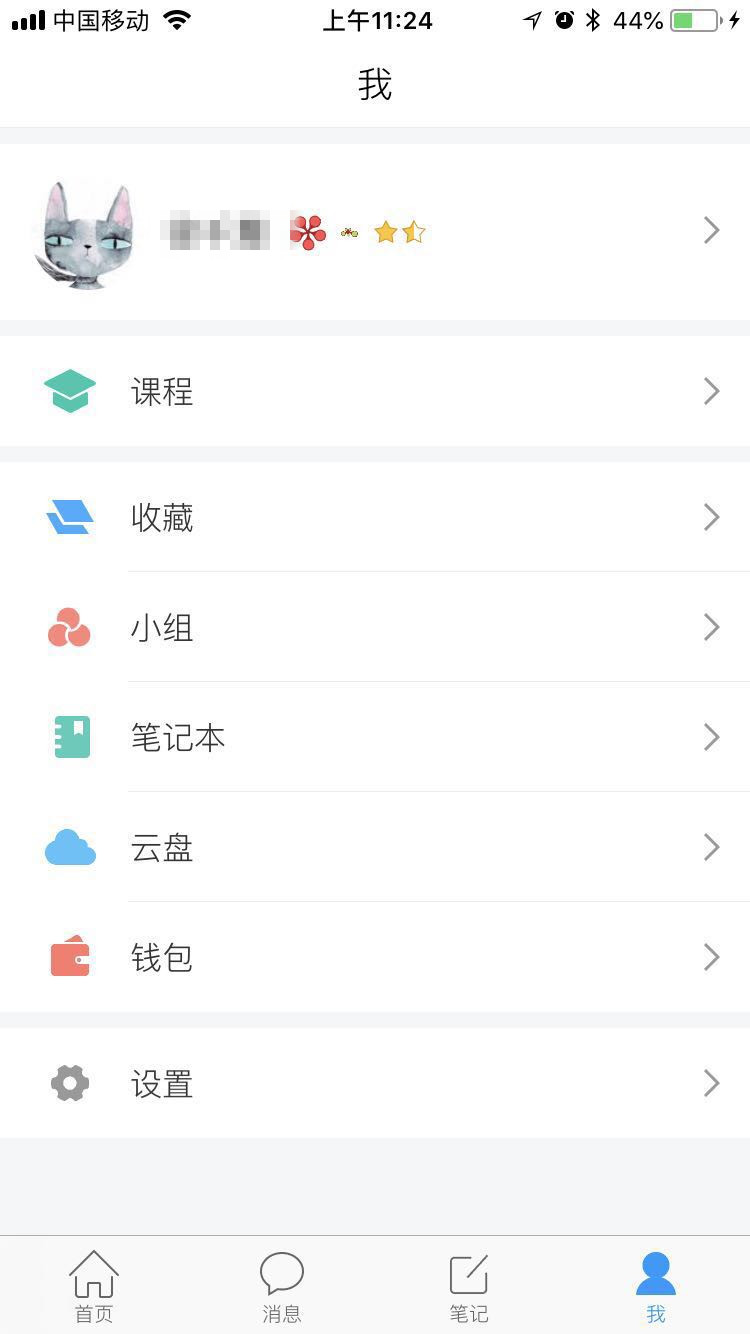 中国移动 上午11:24 44%
我
课程
收藏
小组
笔记本
云盘
钱包
设置
首页 消息 笔记 我